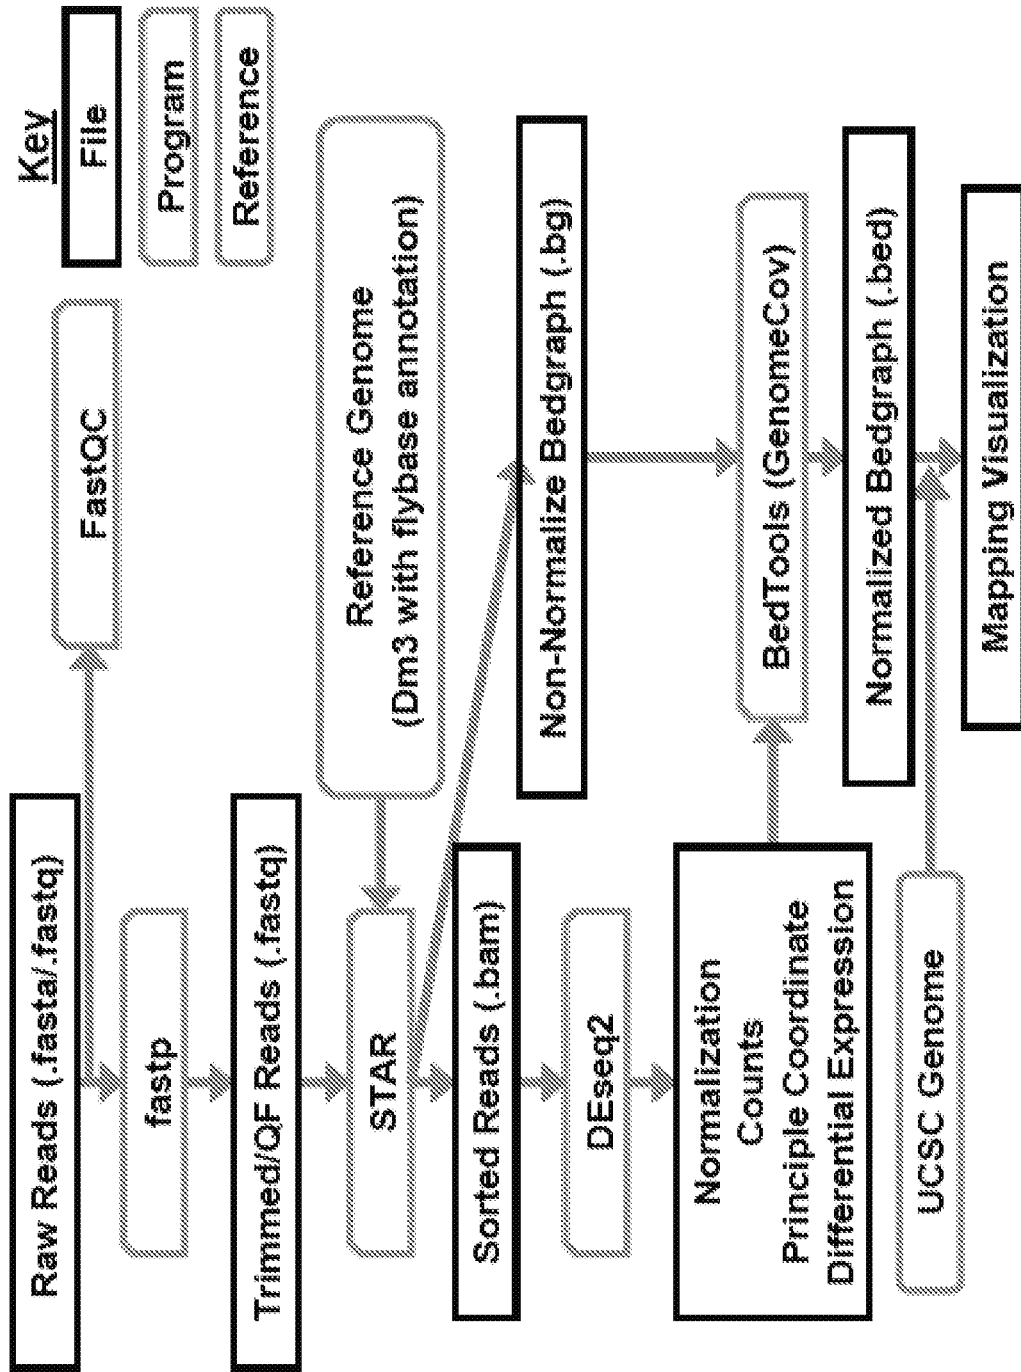 Key
File
Program
Reference
Raw Reads (.fasta/.fastq)
FastQC
fastp
Trimmed/QF Reads (.fastq)
Reference Genome
(Dm3 with flybase annotation)
STAR
Sorted Reads (.bam)
Non-Normalize Bedgraph (.bg)
DEseq2
Normalization
Counts
Principle Coordinate
Differential Expression
BedTools (GenomeCov)
Normalized Bedgraph (.bed)
UCSC Genome
Mapping Visualization